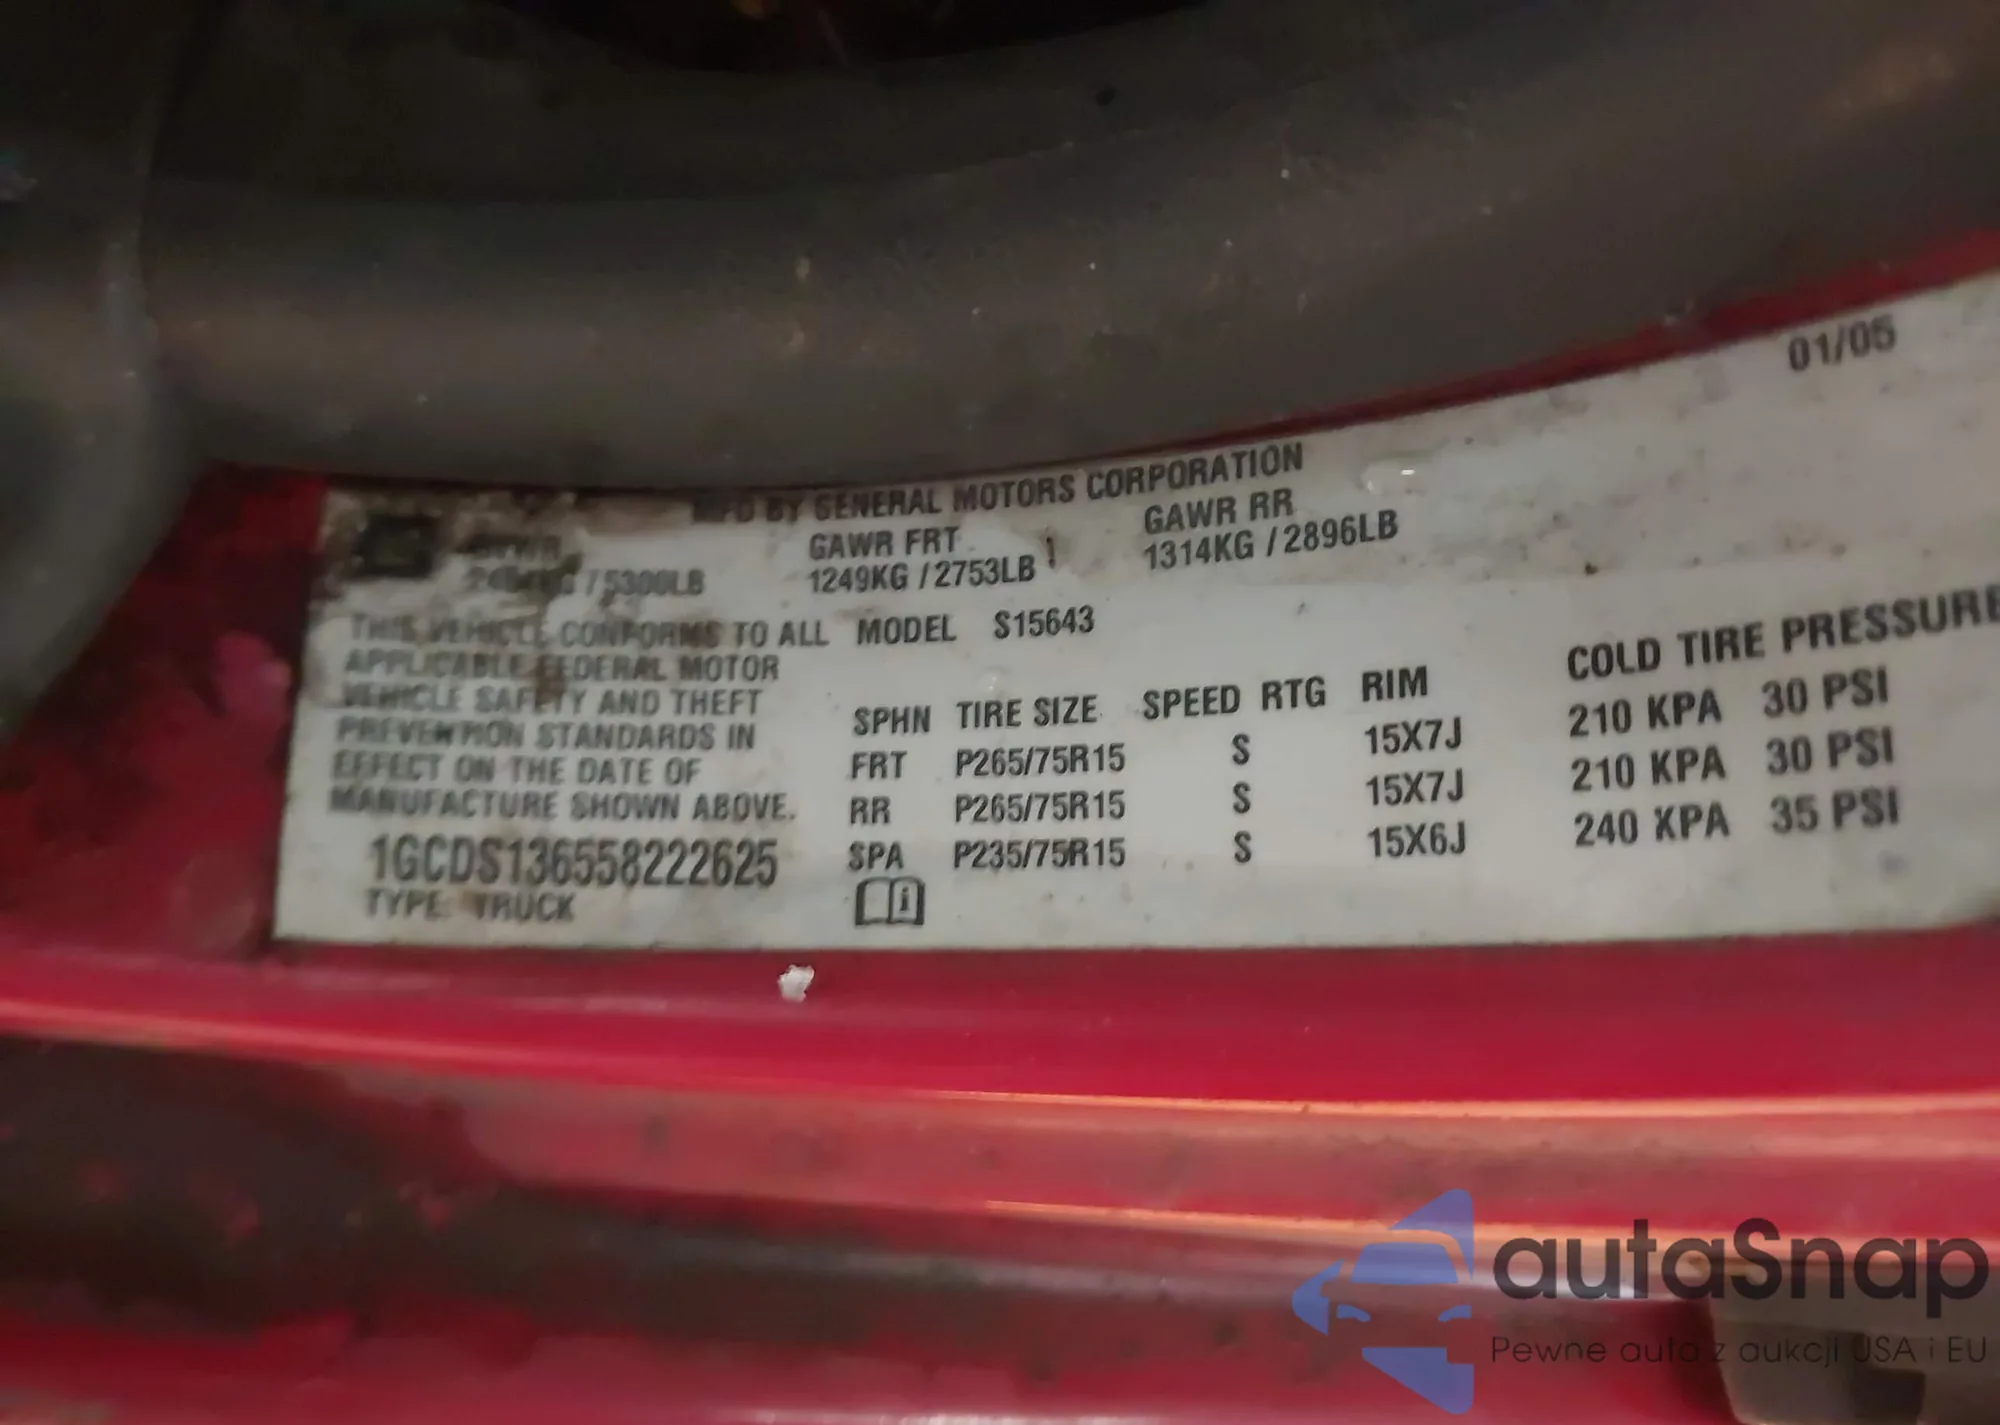 01/05
MFD BY GENERAL MOTORS CORPORATION
GVWR GAWR FRT GAWR RR
/5300LB 1249KG /2753LB 1314KG /2896LB
THIS VEHICLE CONFORMS TO ALL MODEL S15643
APPLICABLE FEDERAL MOTOR
VEHICLE SAFETY AND THEFT
PREVENTION STANDARDS IN
EFFECT ON THE DATE OF
MANUFACTURE SHOWN ABOVE.
SPHN TIRE SIZE SPEED RTG RIM COLD TIRE PRESSURE
FRT P265/75R15 S 15X7J 210 KPA 30 PSI
RR P265/75R15 S 15X7J 210 KPA 30 PSI
SPA P235/75R15 S 15X6J 240 KPA 35 PSI
1GCDS136558222625
TYPE: TRUCK
autaSnap
Pewne auta z aukcji USA i EU